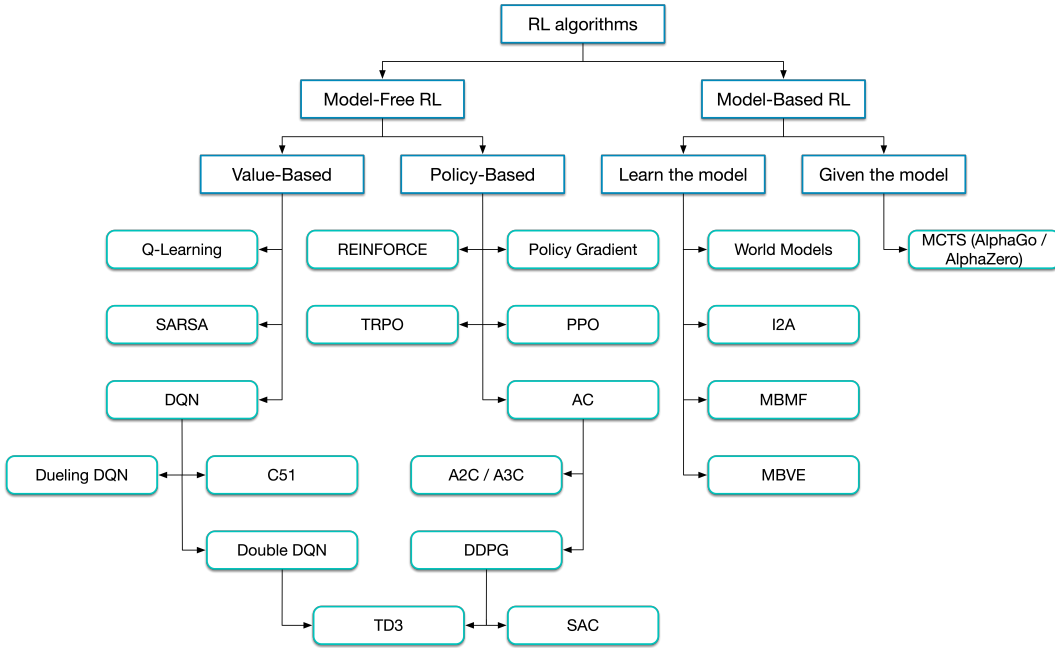 RL algorithms
Model-Free RL
Model-Based RL
Value-Based
Policy-Based
Learn the model
Given the model
Q-Learning
REINFORCE
Policy Gradient
World Models
MCTS (AlphaGo /
AlphaZero)
SARSA
TRPO
PPO
I2A
DQN
AC
MBMF
Dueling DQN
C51
A2C / A3C
MBVE
Double DQN
DDPG
TD3
SAC